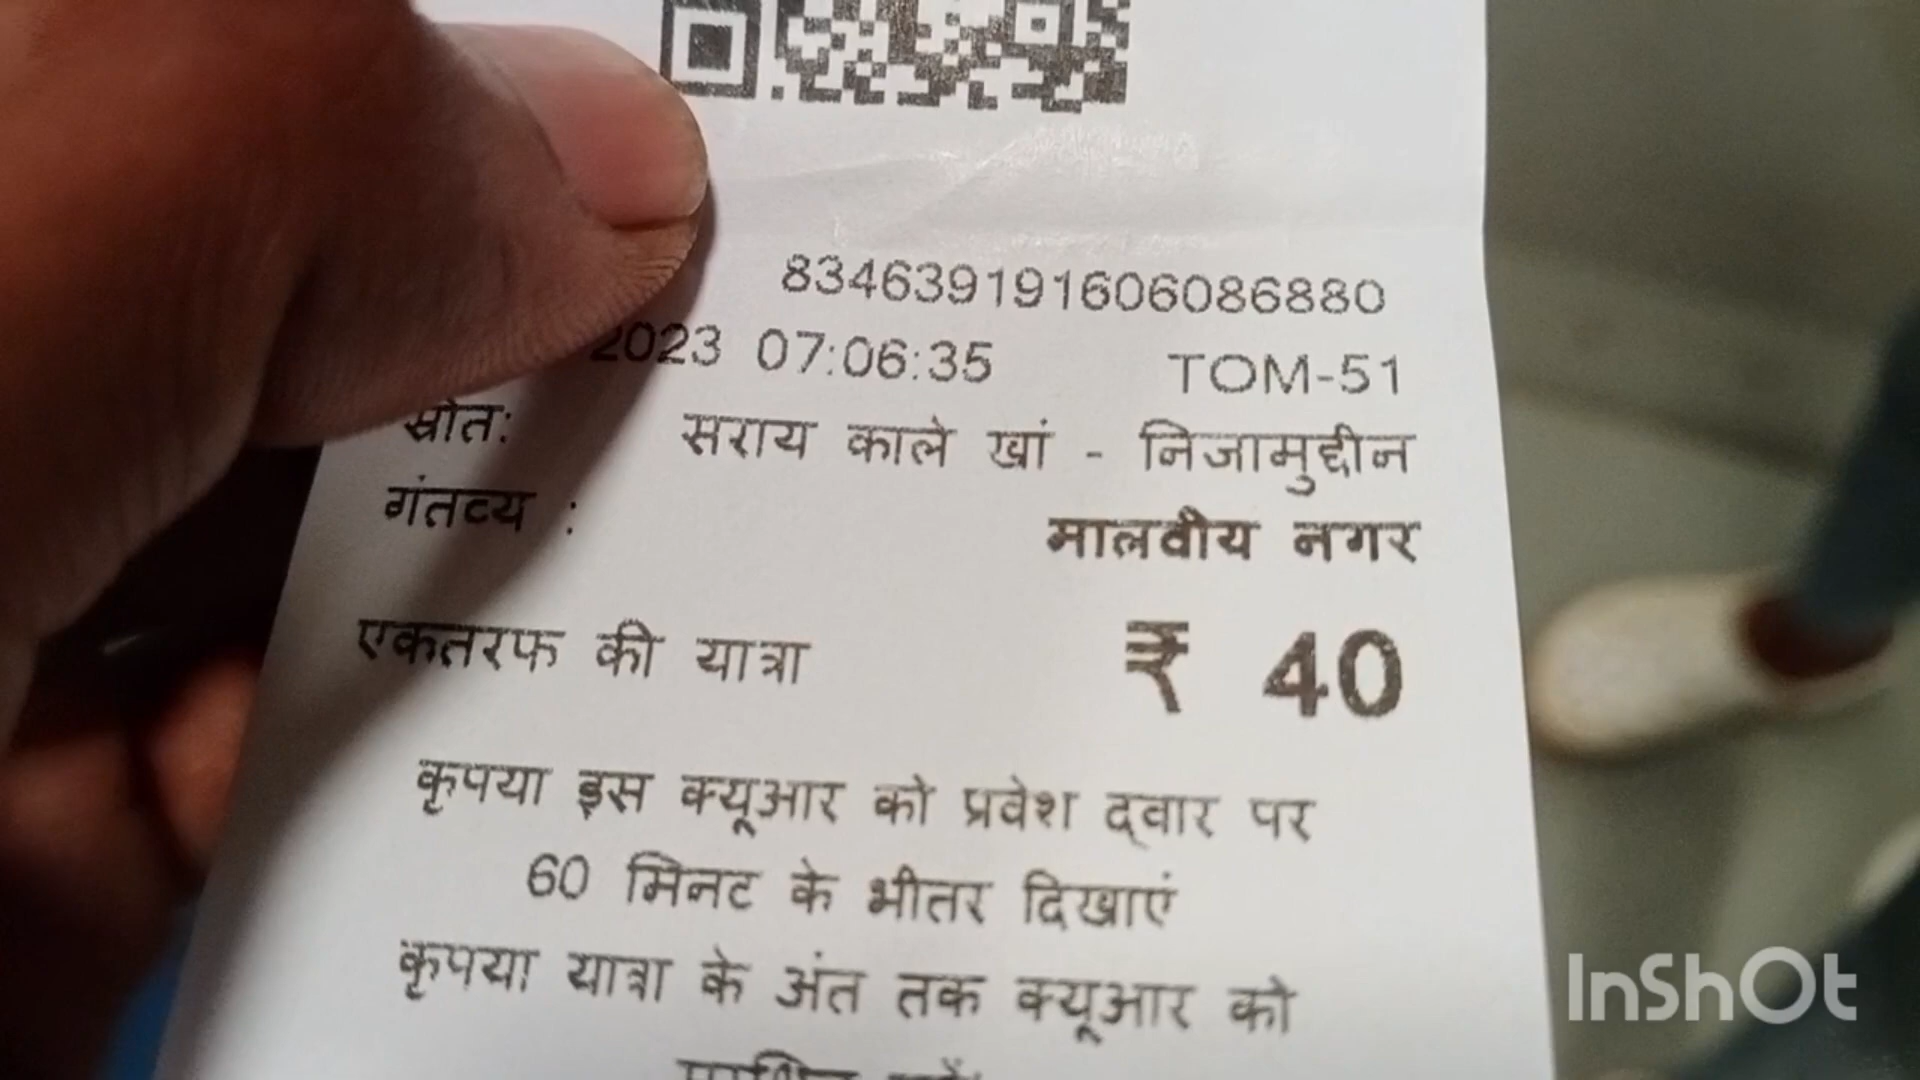 834639191606086880
2023 07:06:35 TOM-51
स्रोत: सराय काले खां - निजामुद्दीन
गंतव्य : मालवीय नगर
एकतरफ की यात्रा ₹ 40
कृपया इस क्यूआर को प्रवेश द्वार पर
60 मिनट के भीतर दिखाएं
कृपया यात्रा के अंत तक क्यूआर को
InShOt